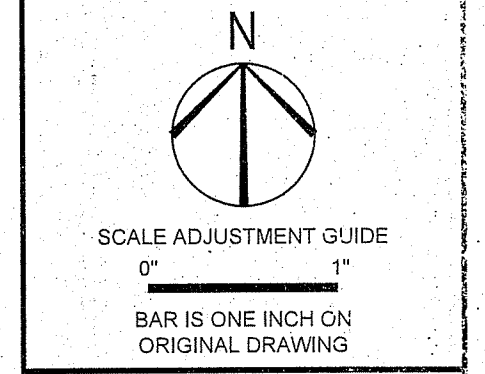 N
SCALE ADJUSTMENT GUIDE
0" 1"
BAR IS ONE INCH ON
ORIGINAL DRAWING